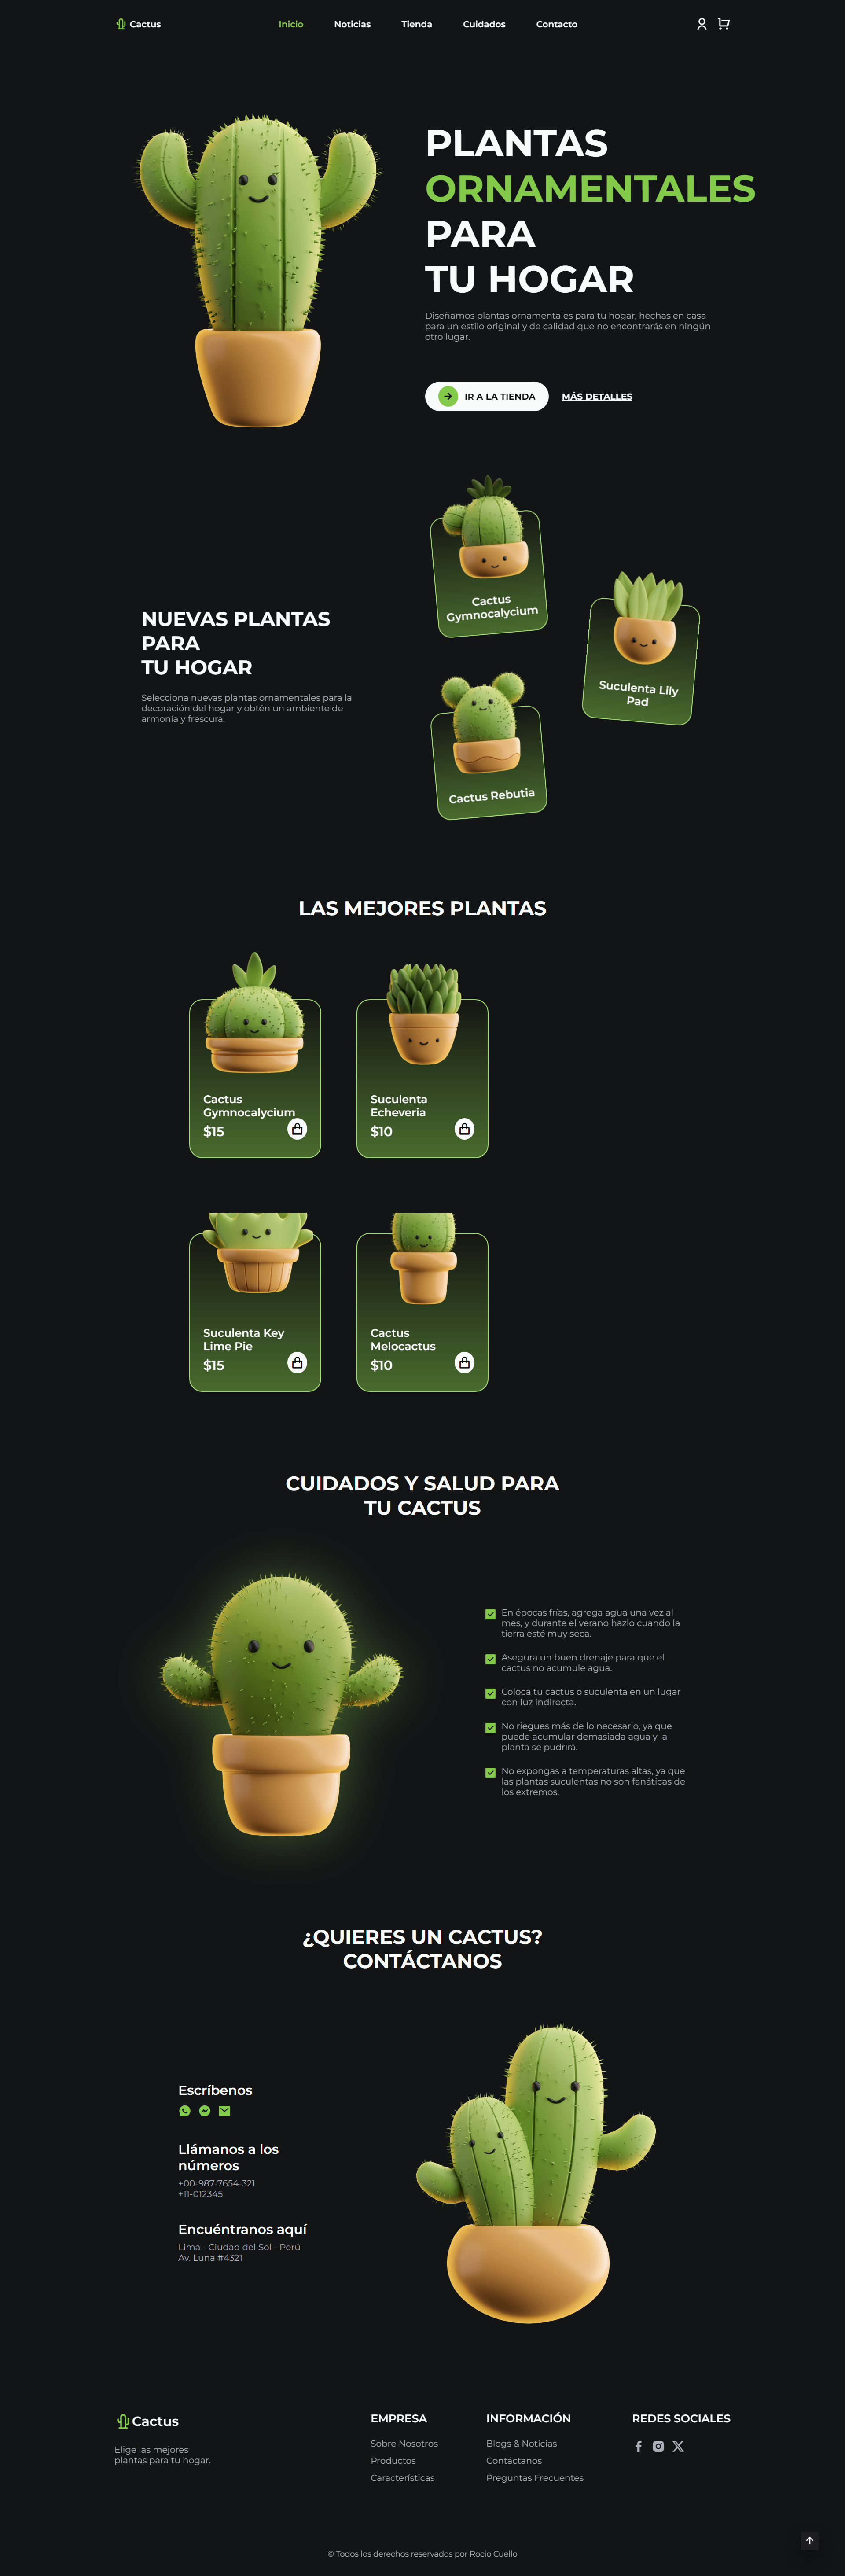 Cactus
Inicio
Noticias
Tienda
Cuidados
Contacto
PLANTAS
ORNAMENTALES
PARA
TU HOGAR
Diseñamos plantas ornamentales para tu hogar, hechas en casa
para un estilo original y de calidad que no encontrarás en ningún
otro lugar.
IR A LA TIENDA
MÁS DETALLES
NUEVAS PLANTAS
PARA
TU HOGAR
Selecciona nuevas plantas ornamentales para la
decoración del hogar y obtén un ambiente de
armonía y frescura.
Cactus
Gymnocalycium
Suculenta Lily
Pad
Cactus Rebutia
LAS MEJORES PLANTAS
Cactus
Gymnocalycium
$15
Suculenta
Echeveria
$10
Suculenta Key
Lime Pie
$15
Cactus
Melocactus
$10
CUIDADOS Y SALUD PARA
TU CACTUS
En épocas frías, agrega agua una vez al
mes, y durante el verano hazlo cuando la
tierra esté muy seca.
Asegura un buen drenaje para que el
cactus no acumule agua.
Coloca tu cactus o suculenta en un lugar
con luz indirecta.
No riegues más de lo necesario, ya que
puede acumular demasiada agua y la
planta se pudrirá.
No expongas a temperaturas altas, ya que
las plantas suculentas no son fanáticas de
los extremos.
¿QUIERES UN CACTUS?
CONTÁCTANOS
Escríbenos
Llámanos a los
números
+00-987-7654-321
+11-012345
Encuéntranos aquí
Lima - Ciudad del Sol - Perú
Av. Luna #4321
Cactus
Elige las mejores
plantas para tu hogar.
EMPRESA
Sobre Nosotros
Productos
Características
INFORMACIÓN
Blogs & Noticias
Contáctanos
Preguntas Frecuentes
REDES SOCIALES
© Todos los derechos reservados por Rocio Cuello